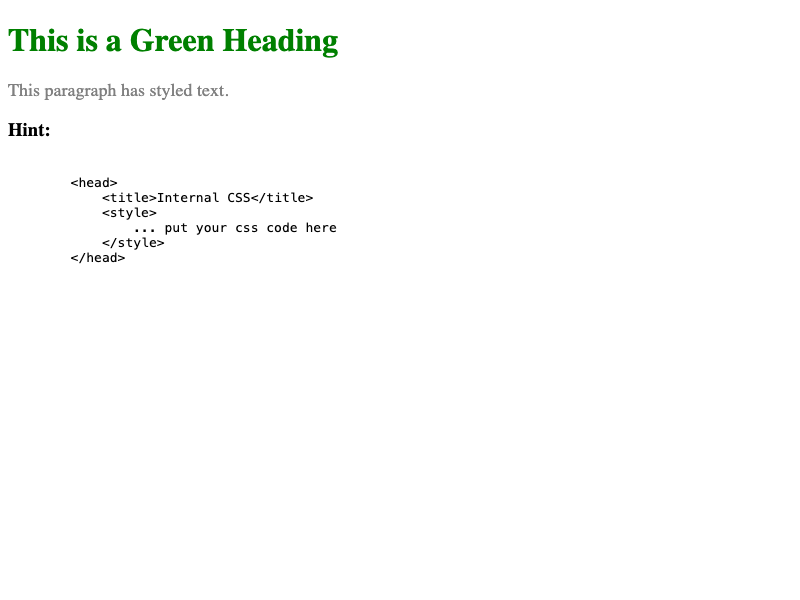 This is a Green Heading
This paragraph has styled text.
Hint:
<head>
    <title>Internal CSS</title>
    <style>
        ... put your css code here
    </style>
</head>